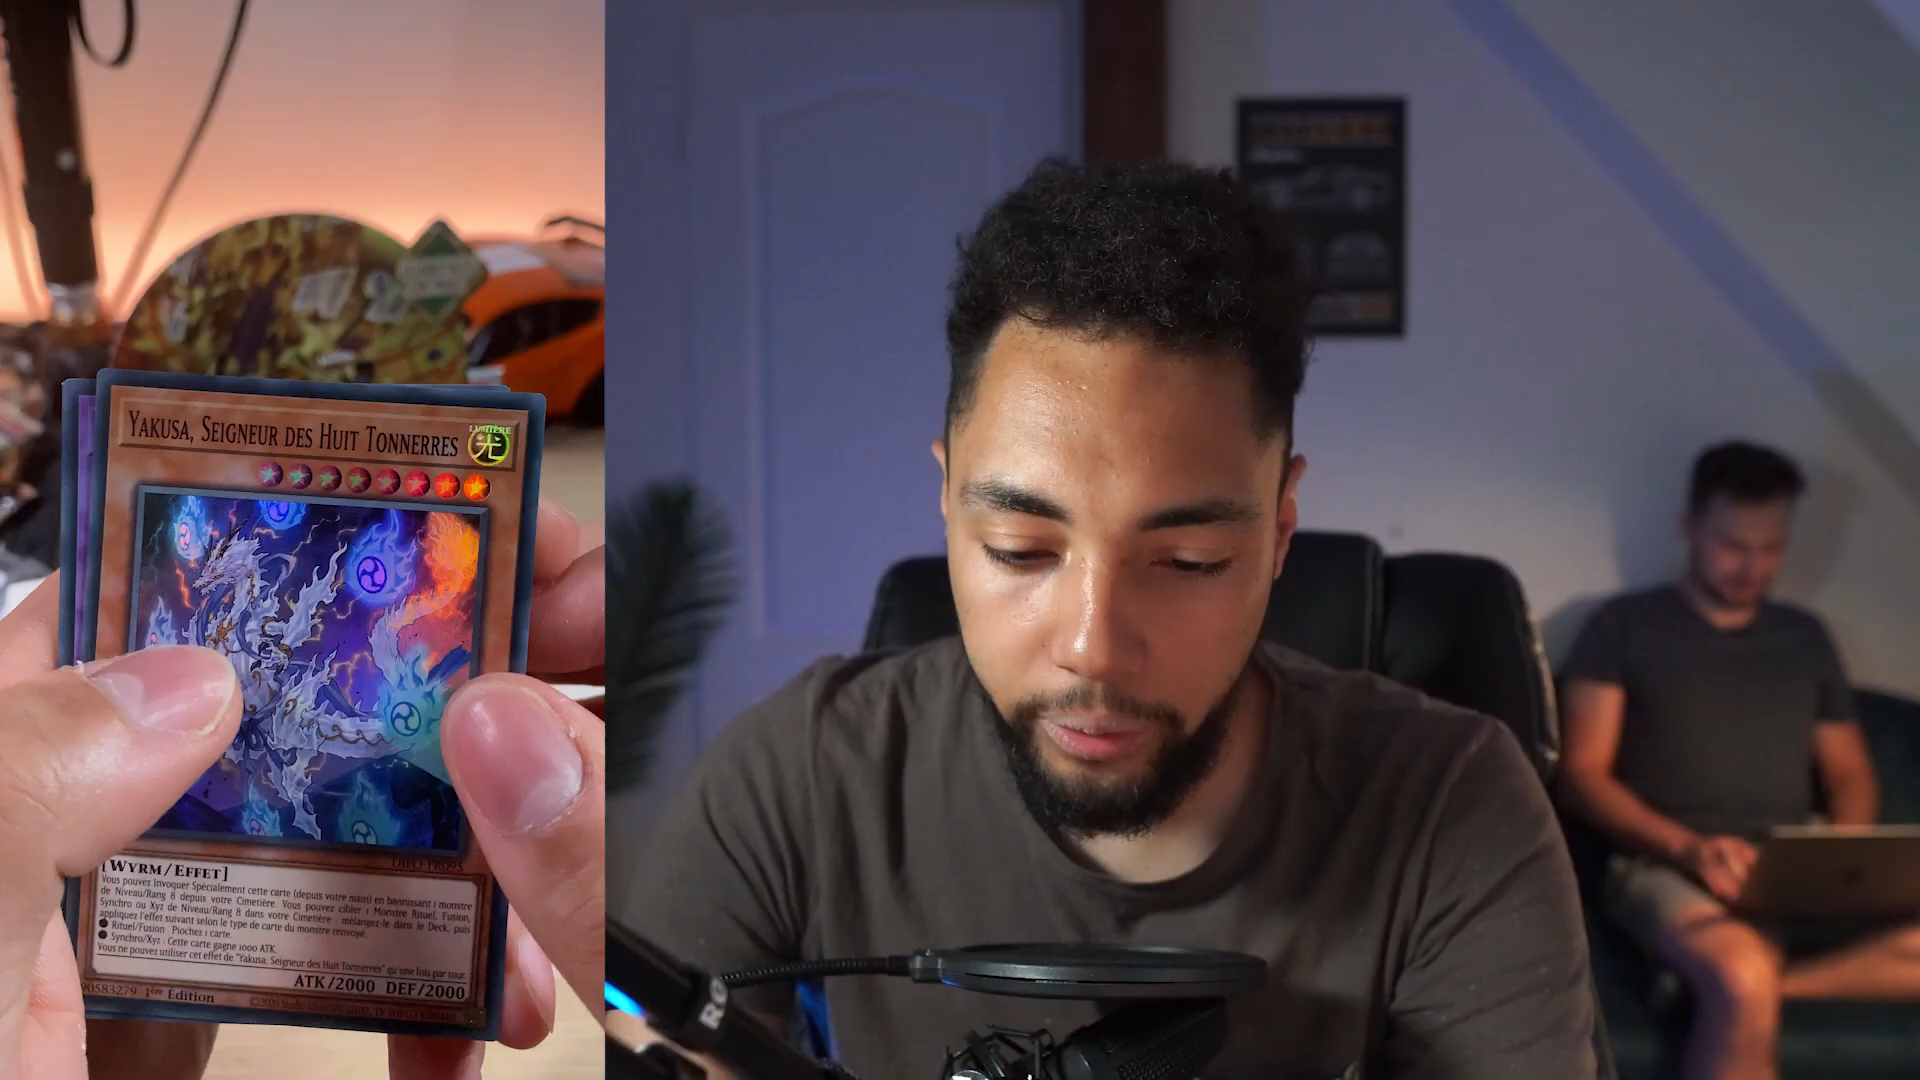 YAKUSA, SEIGNEUR DES HUIT TONNERRES
LUMIÈRE
光
[WYRM/EFFET]
Vous pouvez Invoquer Spécialement cette carte (depuis votre main) en bannissant 1 monstre
de Niveau/Rang 8 depuis votre Cimetière. Vous pouvez cibler 1 Monstre Rituel, Fusion,
Synchro ou Xyz de Niveau/Rang 8 dans votre Cimetière : mélangez-le dans le Deck, puis
appliquez l'effet suivant selon le type de carte du monstre renvoyé.
● Rituel/Fusion : Piochez 1 carte.
● Synchro/Xyz : Cette carte gagne 1000 ATK.
Vous ne pouvez utiliser cet effet de "Yakusa, Seigneur des Huit Tonnerres" qu'une fois par tour.
ATK/2000 DEF/2000
90583279 1ère Édition
RO